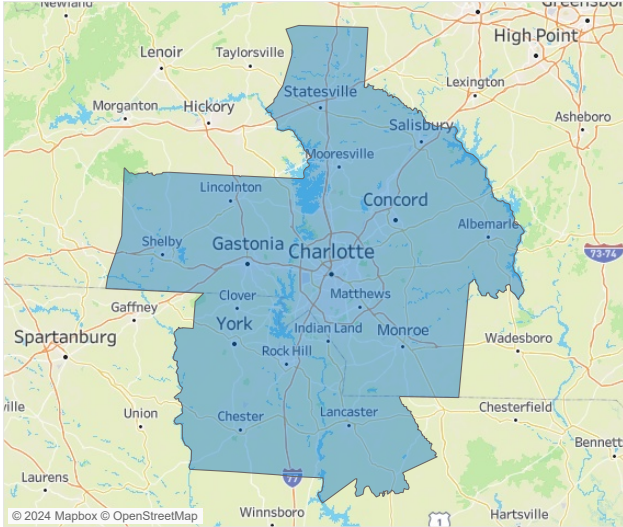 Newland
Greensboro
High Point
Lenoir
Taylorsville
Statesville
Lexington
Morganton
Hickory
Asheboro
Salisbury
Mooresville
Lincolnton
Concord
Albemarle
Shelby
Gastonia
Charlotte
73-74
Gaffney
Clover
Matthews
Spartanburg
York
Indian Land
Monroe
Wadesboro
Rock Hill
ville
Union
Chester
Lancaster
Chesterfield
Bennett
Laurens
77
© 2024 Mapbox © OpenStreetMap
Winnsboro
1
Hartsville